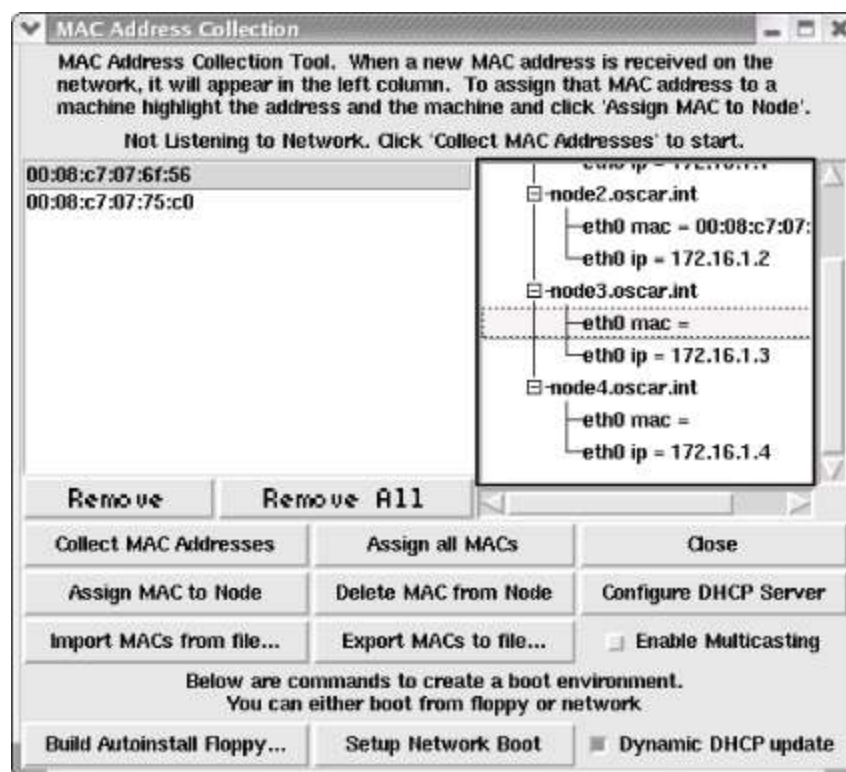 MAC Address Collection
MAC Address Collection Tool. When a new MAC address is received on the
network, it will appear in the left column. To assign that MAC address to a
machine highlight the address and the machine and click 'Assign MAC to Node'.
Not Listening to Network. Click 'Collect MAC Addresses' to start.
00:08:c7:07:6f:56
00:08:c7:07:75:c0
eth0 ip = 172.16.1.1
node2.oscar.int
eth0 mac = 00:08:c7:07:
eth0 ip = 172.16.1.2
node3.oscar.int
eth0 mac =
eth0 ip = 172.16.1.3
node4.oscar.int
eth0 mac =
eth0 ip = 172.16.1.4
Remove Remove All
Collect MAC Addresses Assign all MACs Close
Assign MAC to Node Delete MAC from Node Configure DHCP Server
Import MACs from file... Export MACs to file... Enable Multicasting
Below are commands to create a boot environment.
You can either boot from floppy or network
Build Autoinstall Floppy... Setup Network Boot Dynamic DHCP update